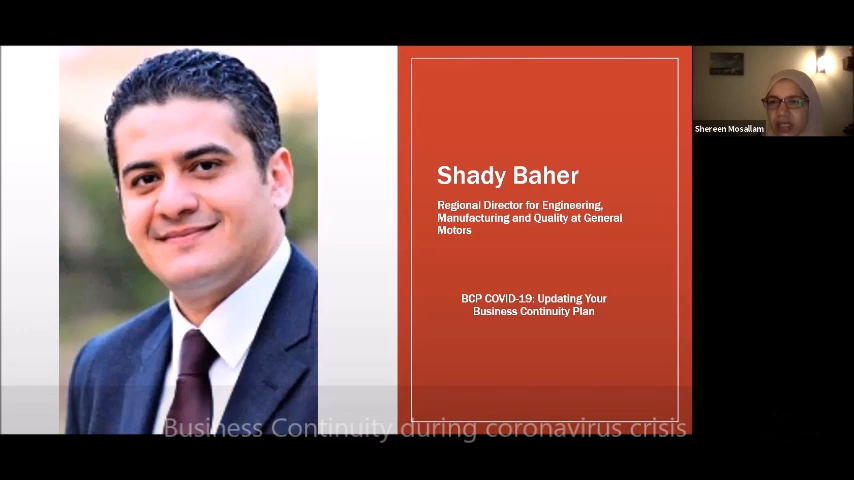 Shady Baher
Regional Director for Engineering,
Manufacturing and Quality at General
Motors
BCP COVID-19: Updating Your
Business Continuity Plan
Shereen Mosallam
Business Continuity during coronavirus crisis